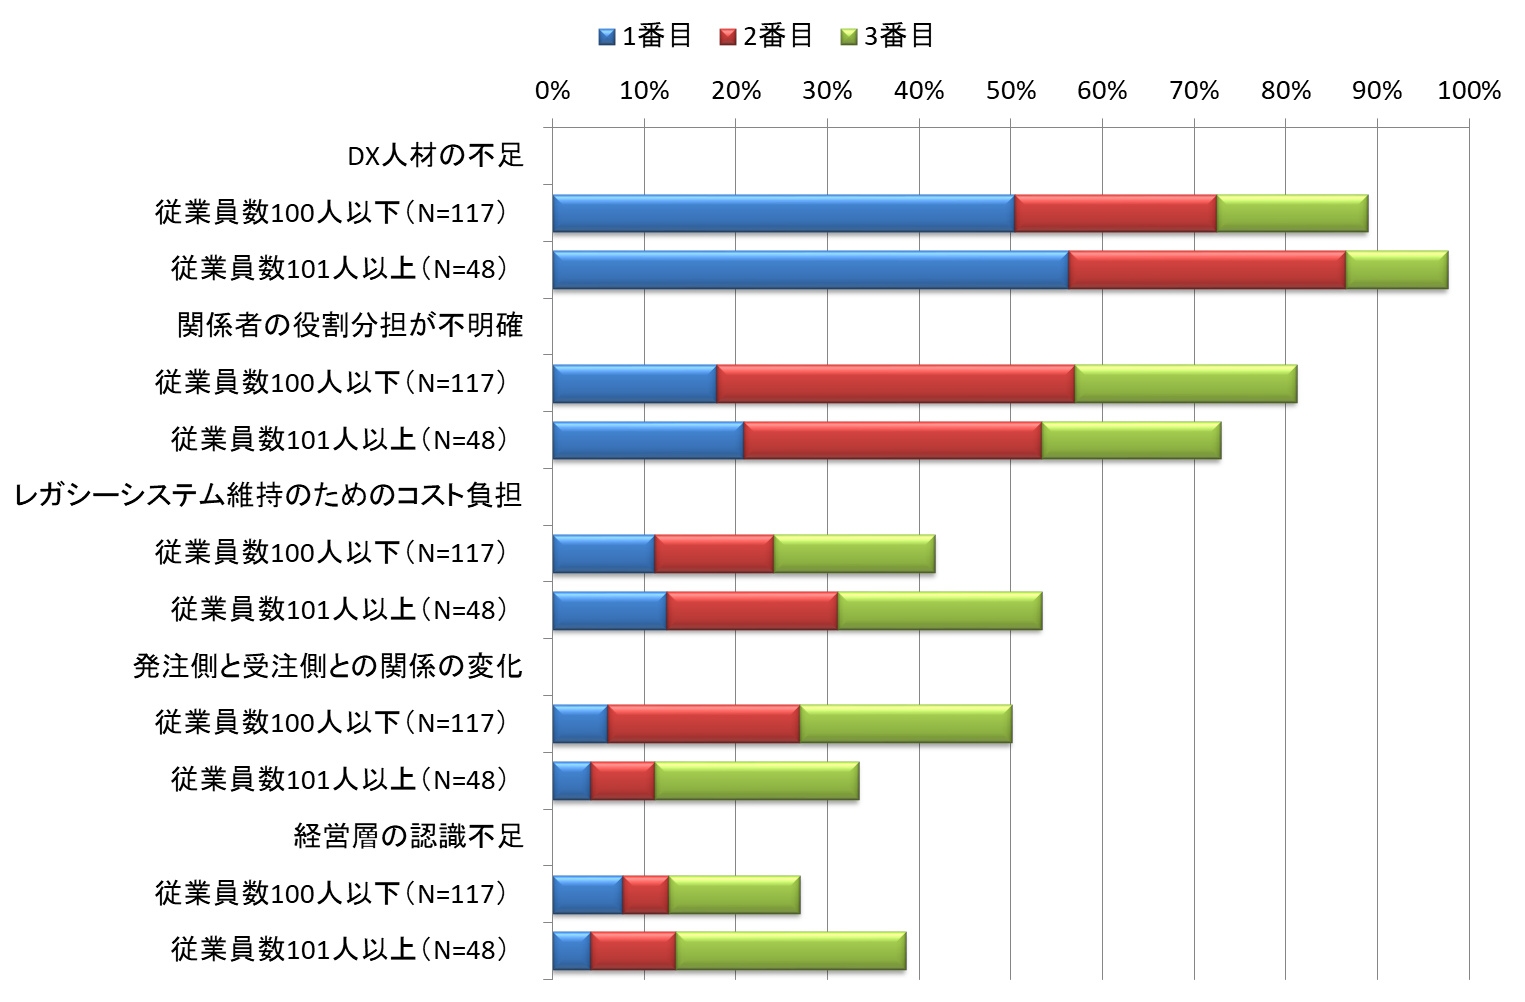 1番目 2番目 3番目
0% 10% 20% 30% 40% 50% 60% 70% 80% 90% 100%
DX人材の不足
従業員数100人以下（N=117）
従業員数101人以上（N=48）
関係者の役割分担が不明確
従業員数100人以下（N=117）
従業員数101人以上（N=48）
レガシーシステム維持のためのコスト負担
従業員数100人以下（N=117）
従業員数101人以上（N=48）
発注側と受注側との関係の変化
従業員数100人以下（N=117）
従業員数101人以上（N=48）
経営層の認識不足
従業員数100人以下（N=117）
従業員数101人以上（N=48）